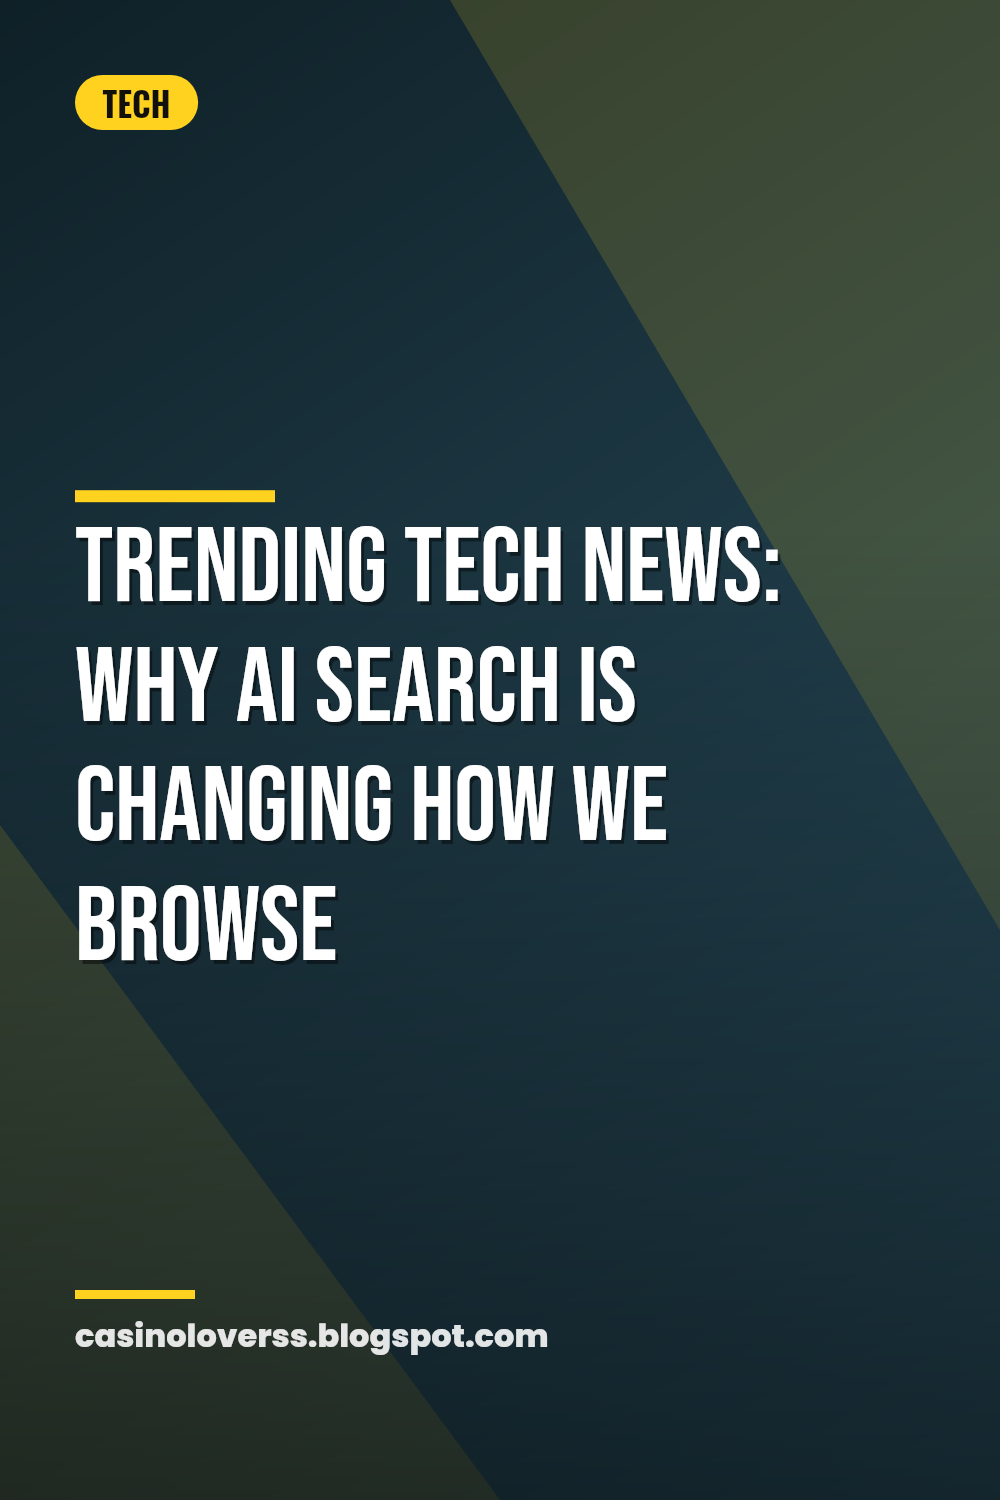 TECH
TRENDING TECH NEWS:
WHY AI SEARCH IS
CHANGING HOW WE
BROWSE
casinoloverss.blogspot.com